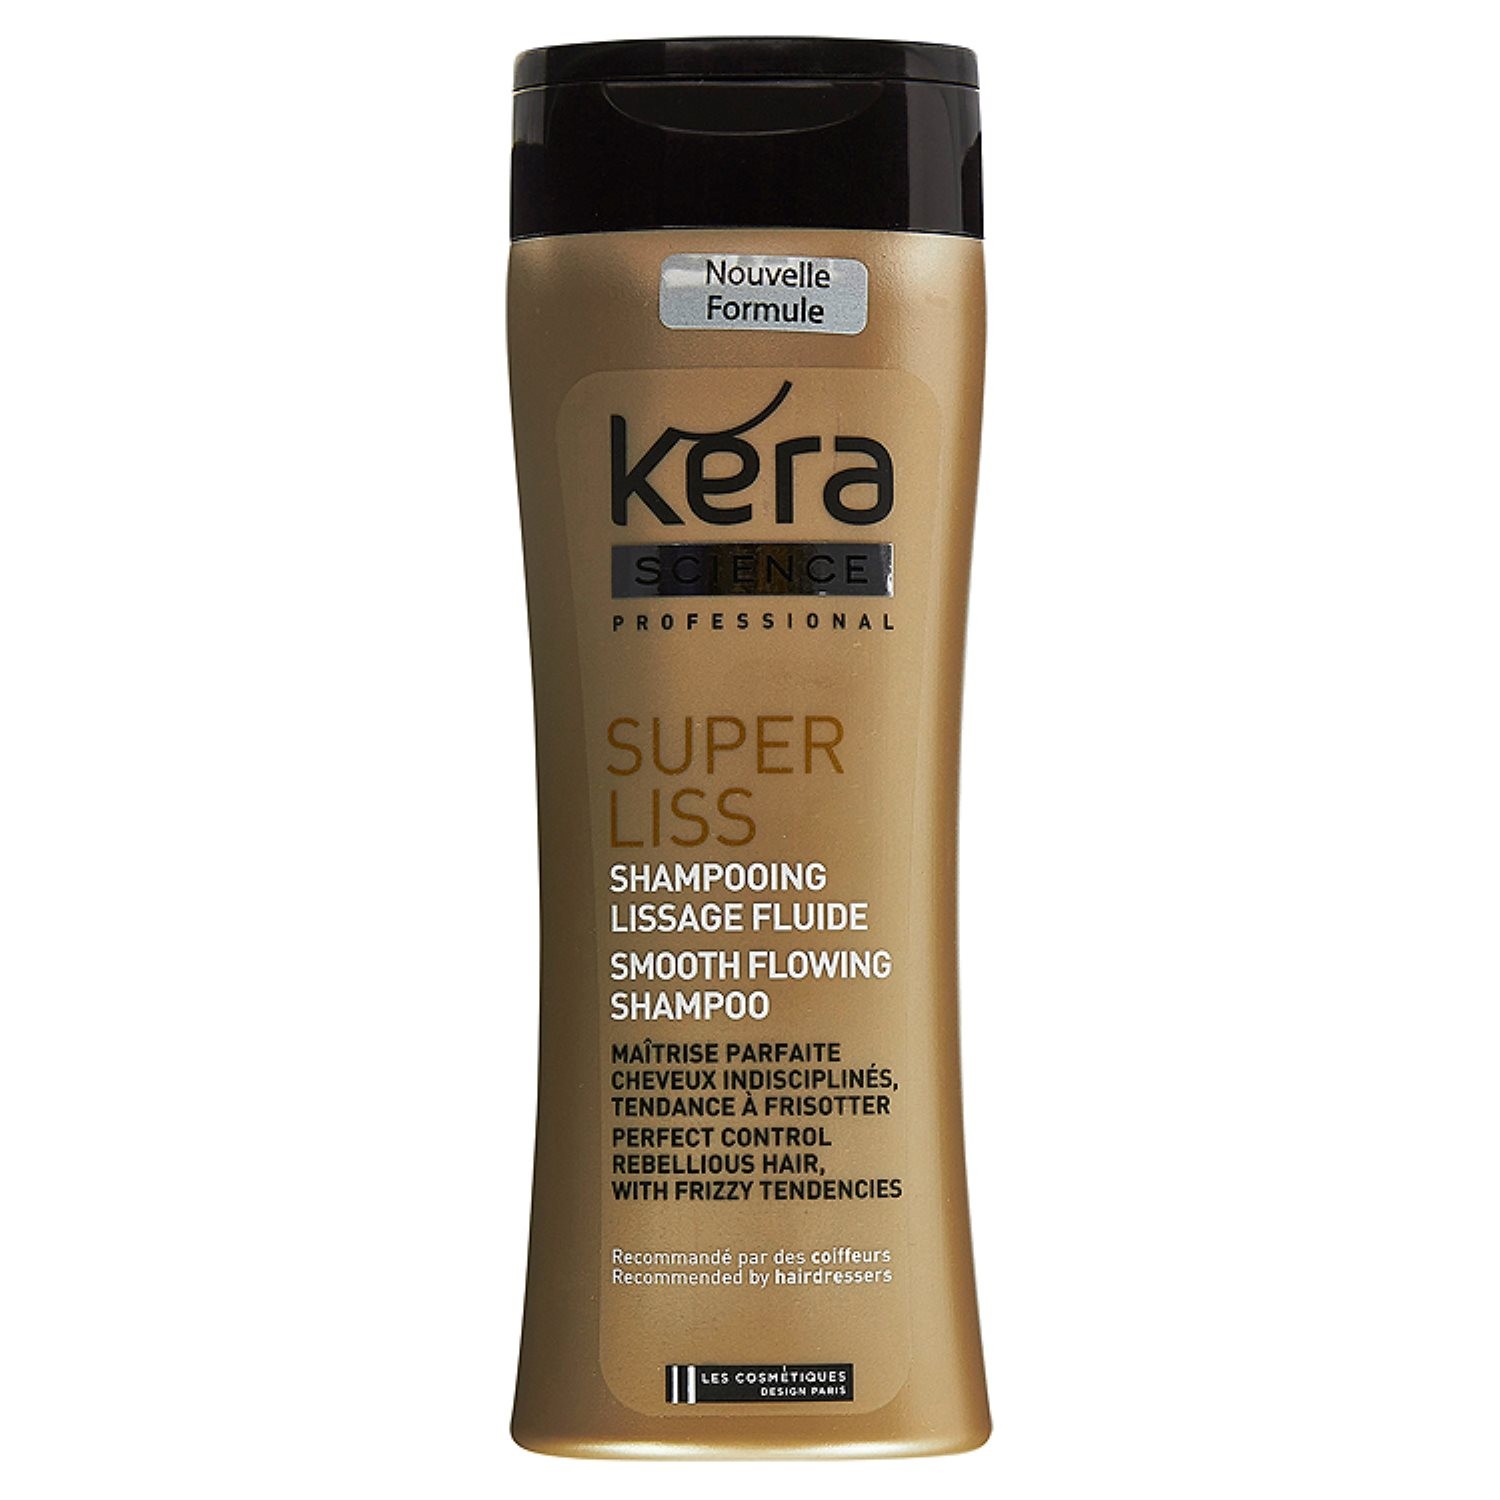 Nouvelle
Formule
kéra
SCIENCE
PROFESSIONAL
SUPER
LISS
SHAMPOOING
LISSAGE FLUIDE
SMOOTH FLOWING
SHAMPOO
MAÎTRISE PARFAITE
CHEVEUX INDISCIPLINÉS,
TENDANCE À FRISOTTER
PERFECT CONTROL
REBELLIOUS HAIR,
WITH FRIZZY TENDENCIES
Recommandé par des coiffeurs
Recommended by hairdressers
LES COSMÉTIQUES
DESIGN PARIS